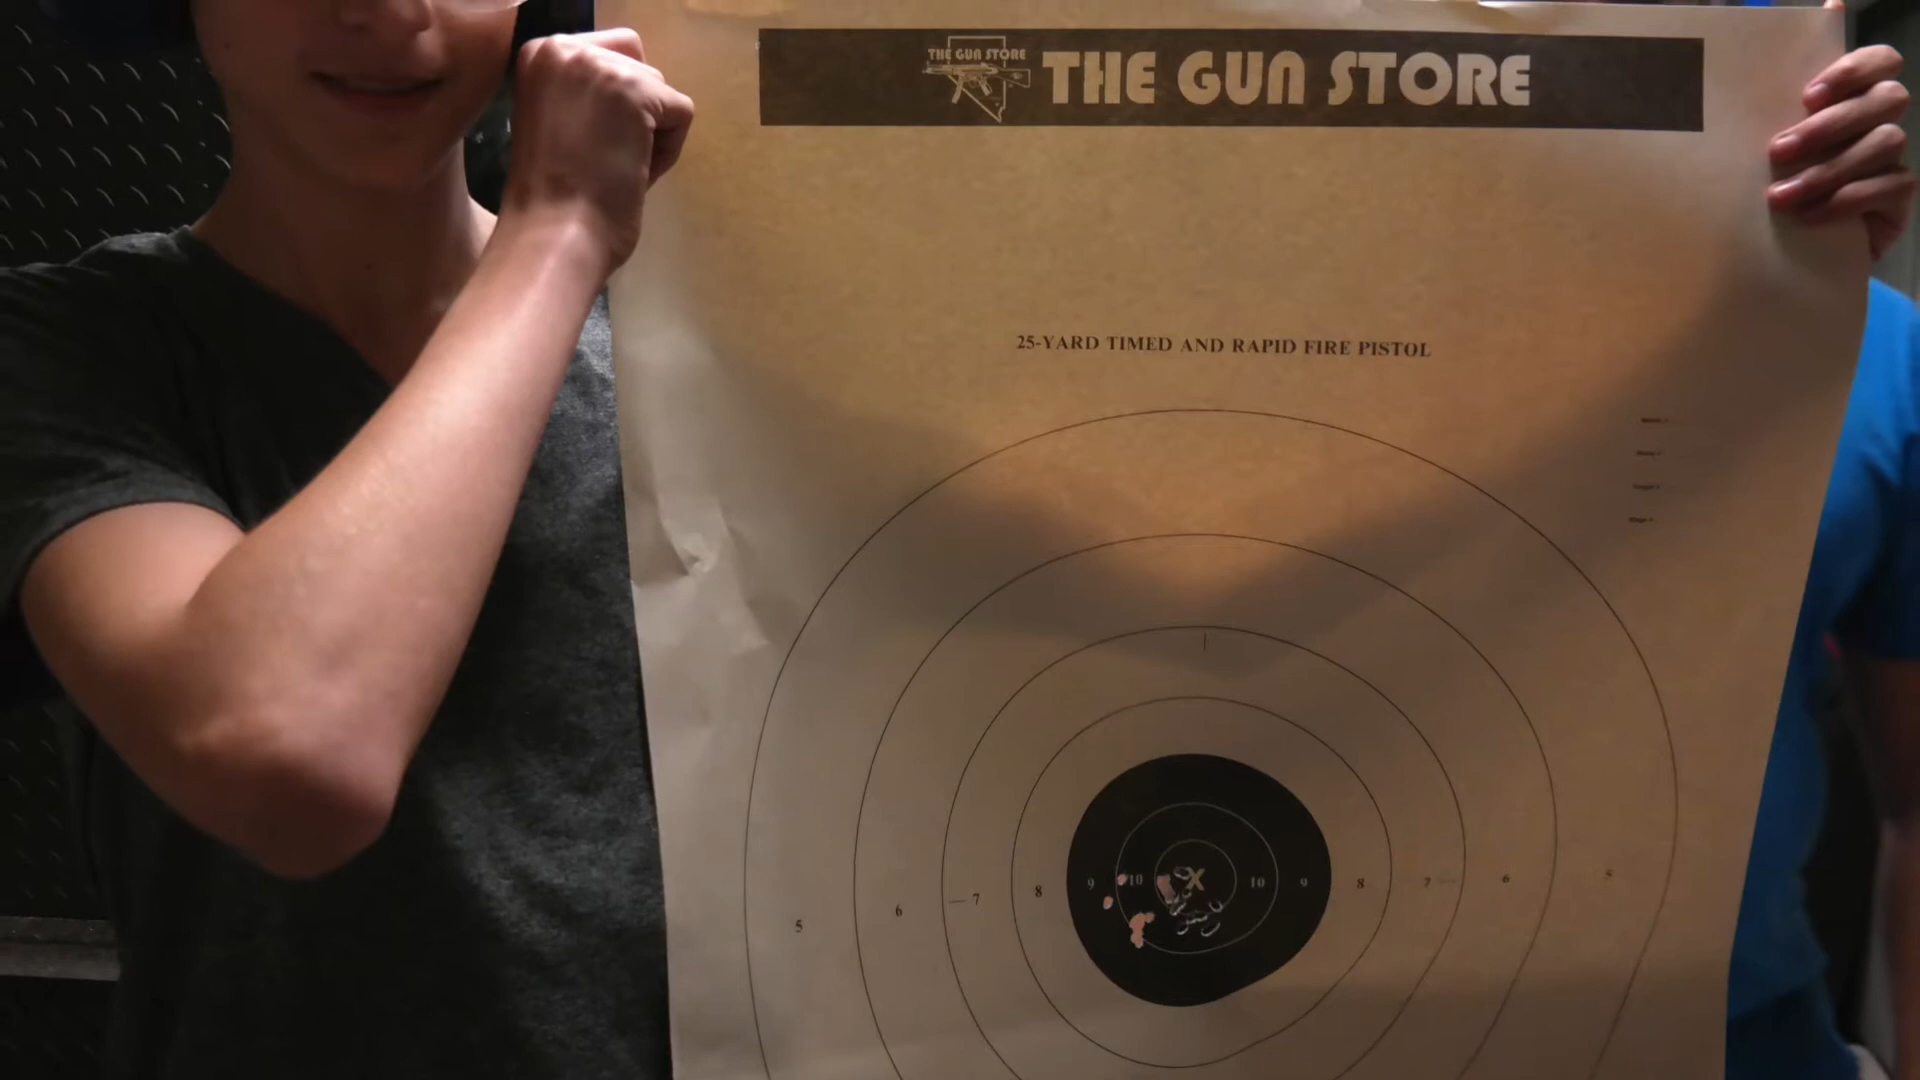 THE GUN STORE
THE GUN STORE
25-YARD TIMED AND RAPID FIRE PISTOL
9 10 X 10 9
8 8
7 7
6 6
5 5